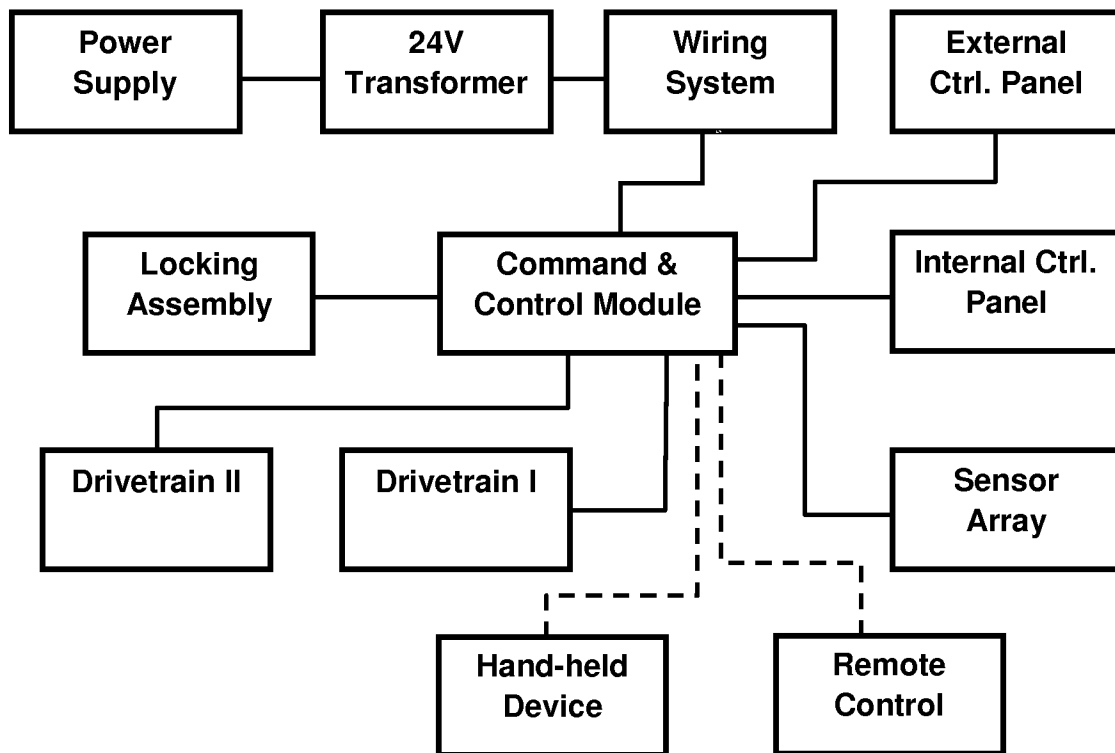 Power
Supply
24V
Transformer
Wiring
System
External
Ctrl. Panel
Locking
Assembly
Command &
Control Module
Internal Ctrl.
Panel
Drivetrain II
Drivetrain I
Sensor
Array
Hand-held
Device
Remote
Control